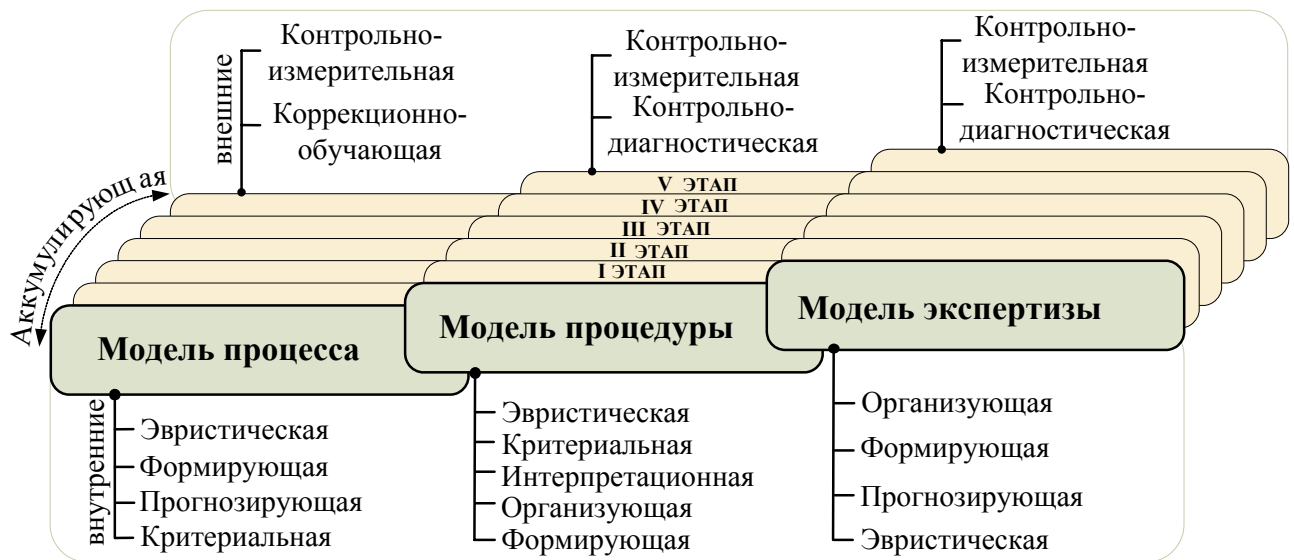 внешние
Контрольно-
измерительная
Коррекционно-
обучающая
Контрольно-
измерительная
Контрольно-
диагностическая
Контрольно-
измерительная
Контрольно-
диагностическая
Аккумулирующ ая
V ЭТАП
IV ЭТАП
III ЭТАП
II ЭТАП
I ЭТАП
Модель процесса
Модель процедуры
Модель экспертизы
внутренние
Эвристическая
Формирующая
Прогнозирующая
Критериальная
Эвристическая
Критериальная
Интерпретационная
Организующая
Формирующая
Организующая
Формирующая
Прогнозирующая
Эвристическая